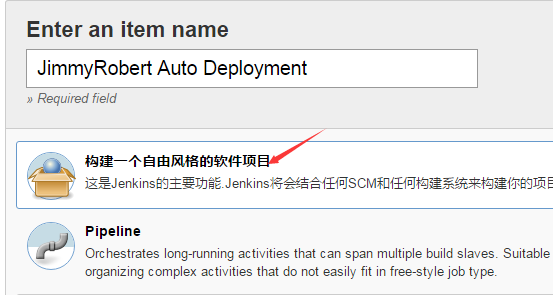 Enter an item name
JimmyRobert Auto Deployment
» Required field
构建一个自由风格的软件项目
这是Jenkins的主要功能.Jenkins将会结合任何SCM和任何构建系统来构建你的项目
Pipeline
Orchestrates long-running activities that can span multiple build slaves. Suitable
organizing complex activities that do not easily fit in free-style job type.